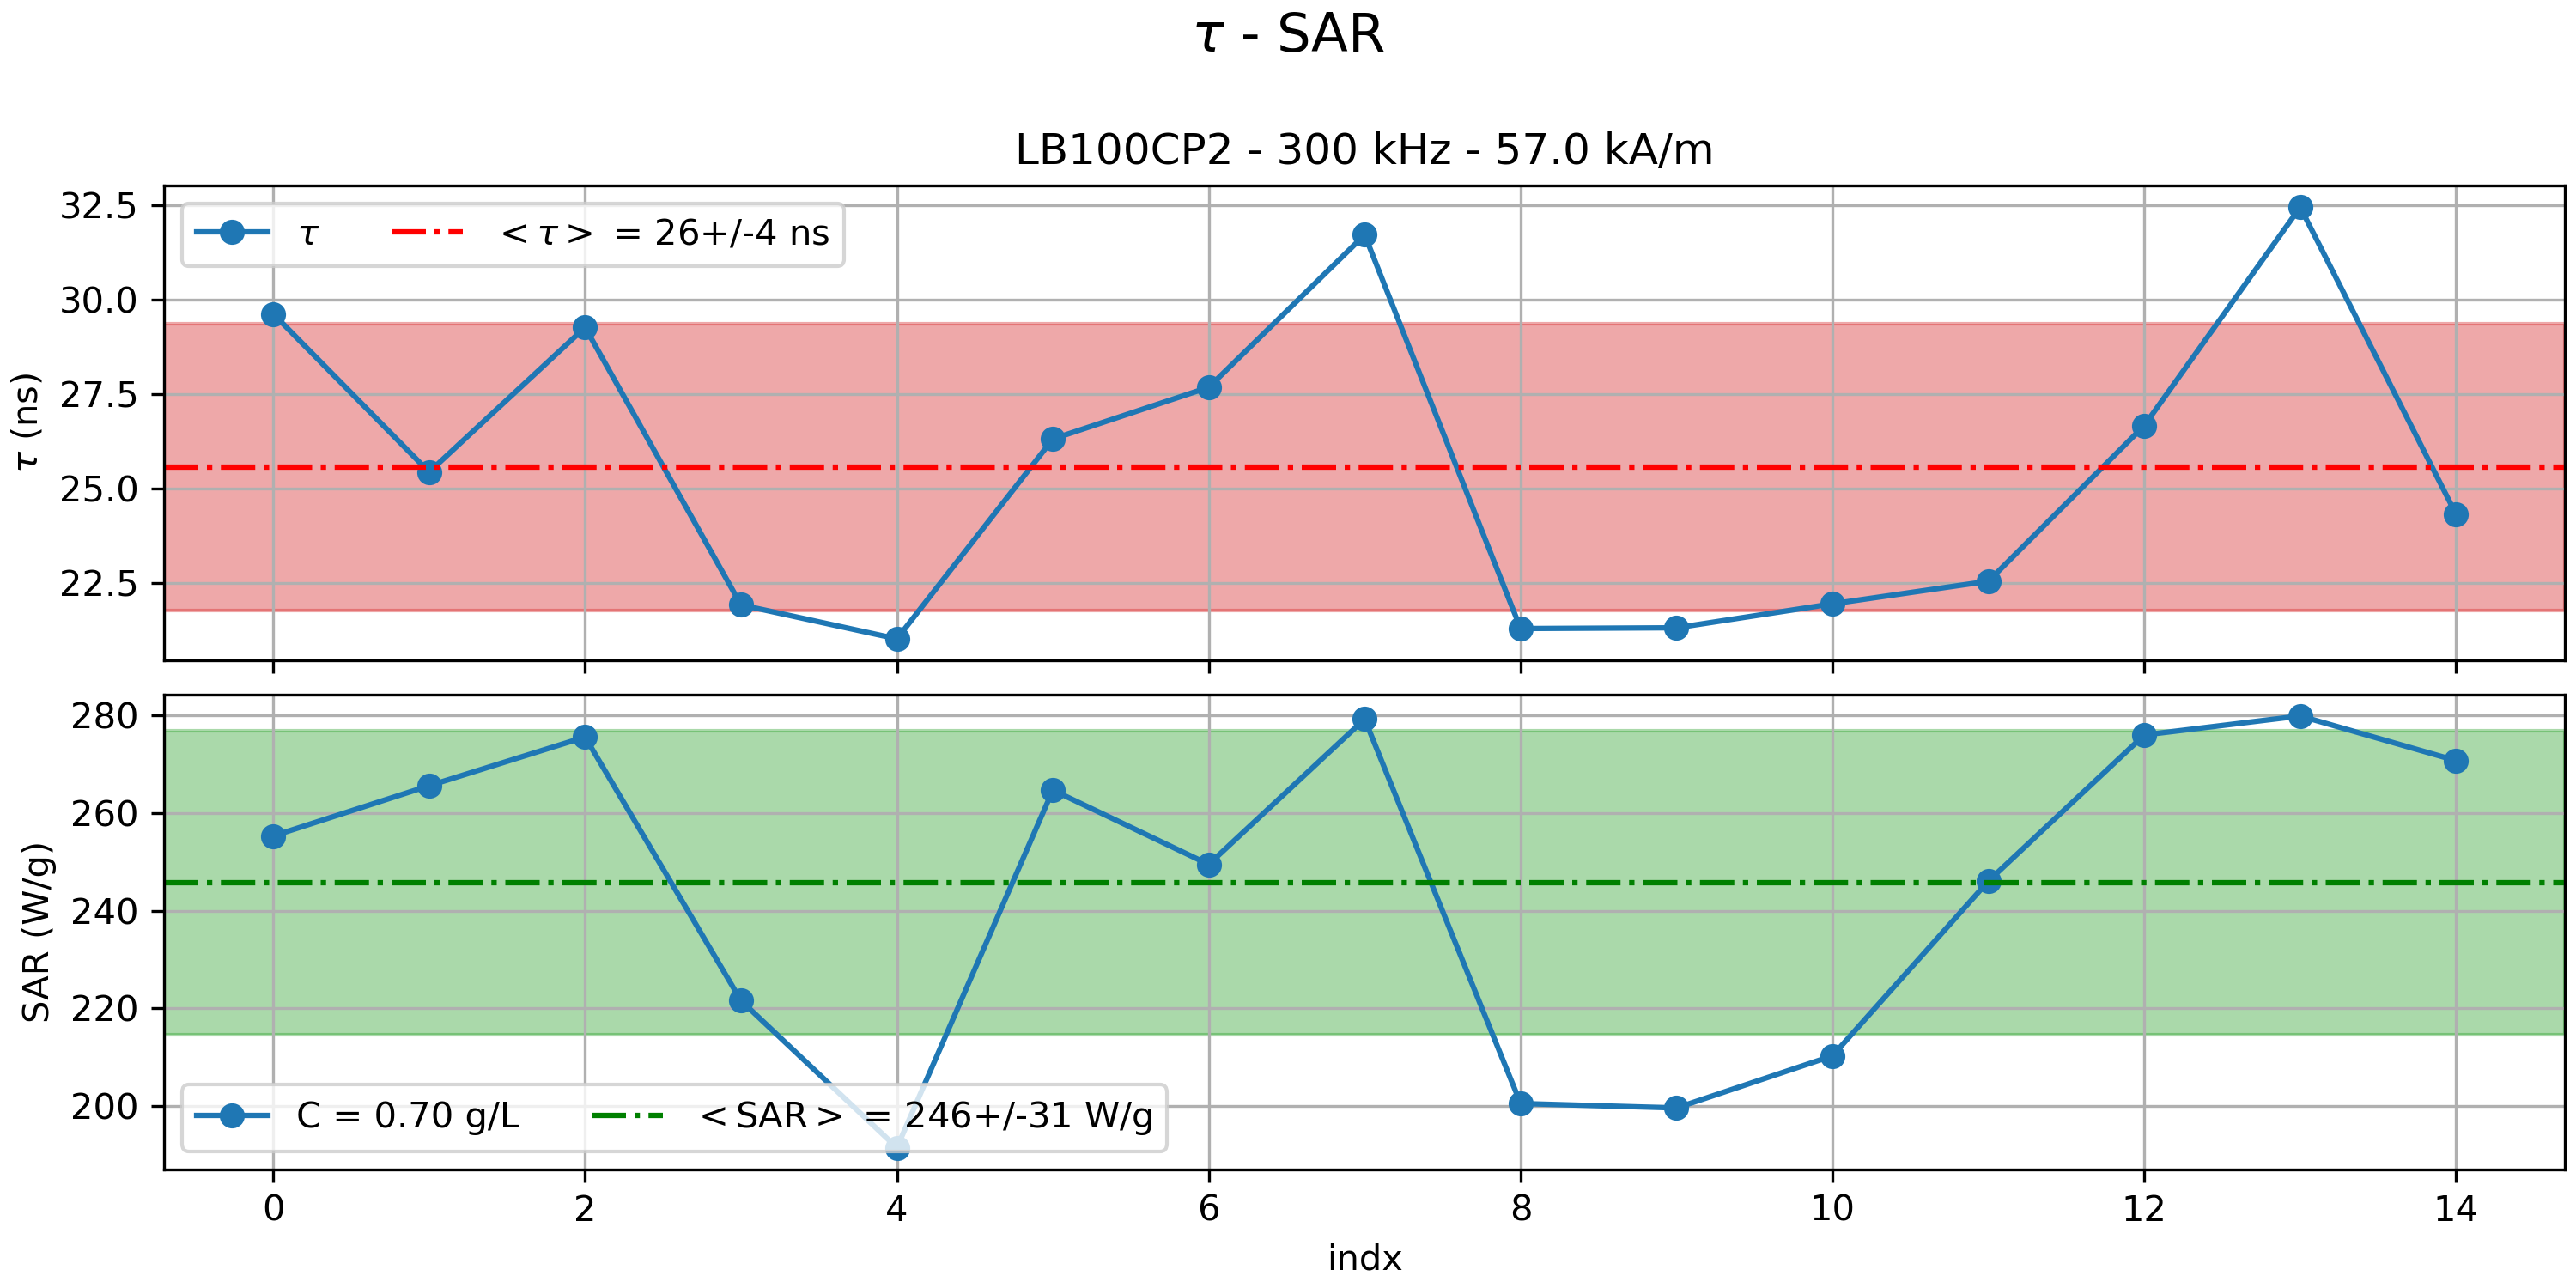 τ - SAR
LB100CP2 - 300 kHz - 57.0 kA/m
τ (ns)
32.5
30.0
27.5
25.0
22.5
τ
<τ> = 26+/-4 ns
SAR (W/g)
280
260
240
220
200
C = 0.70 g/L
<SAR> = 246+/-31 W/g
0 2 4 6 8 10 12 14
indx